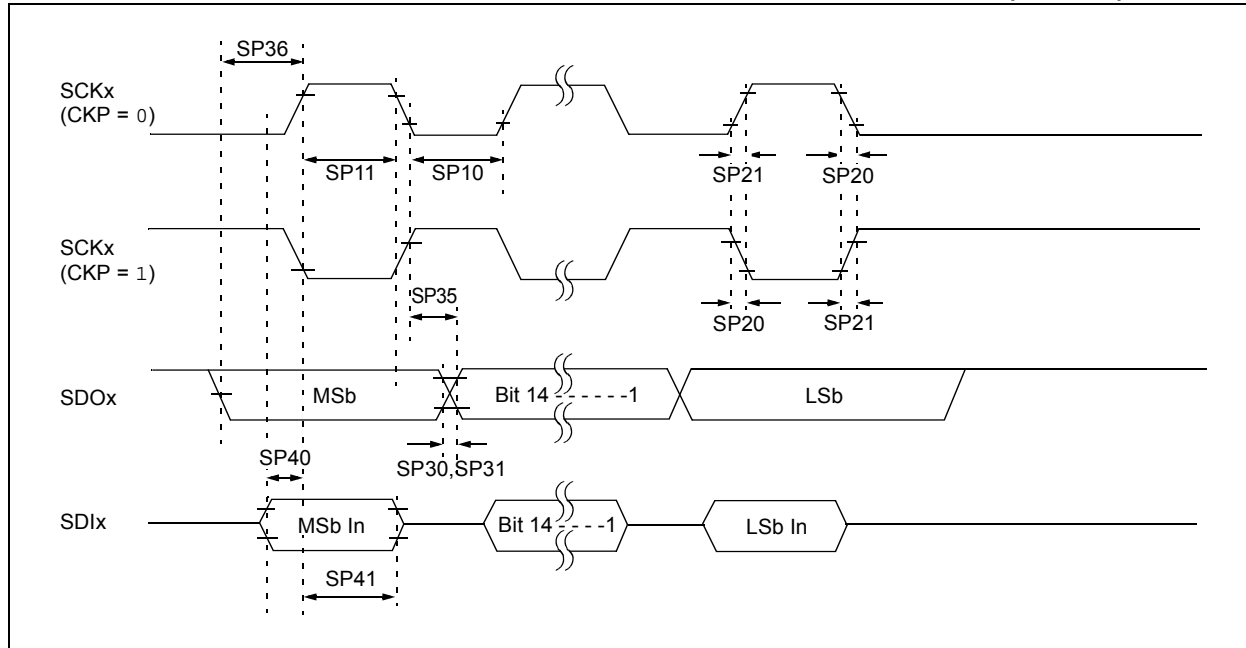 SP36
SCKx
(CKP = 0)
SP11
SP10
SP21
SP20
SCKx
(CKP = 1)
SP35
SP20
SP21
SDOx
MSb
Bit 14 - - - - - -1
LSb
SP40
SP30,SP31
SDIx
MSb In
Bit 14 - - - -1
LSb In
SP41